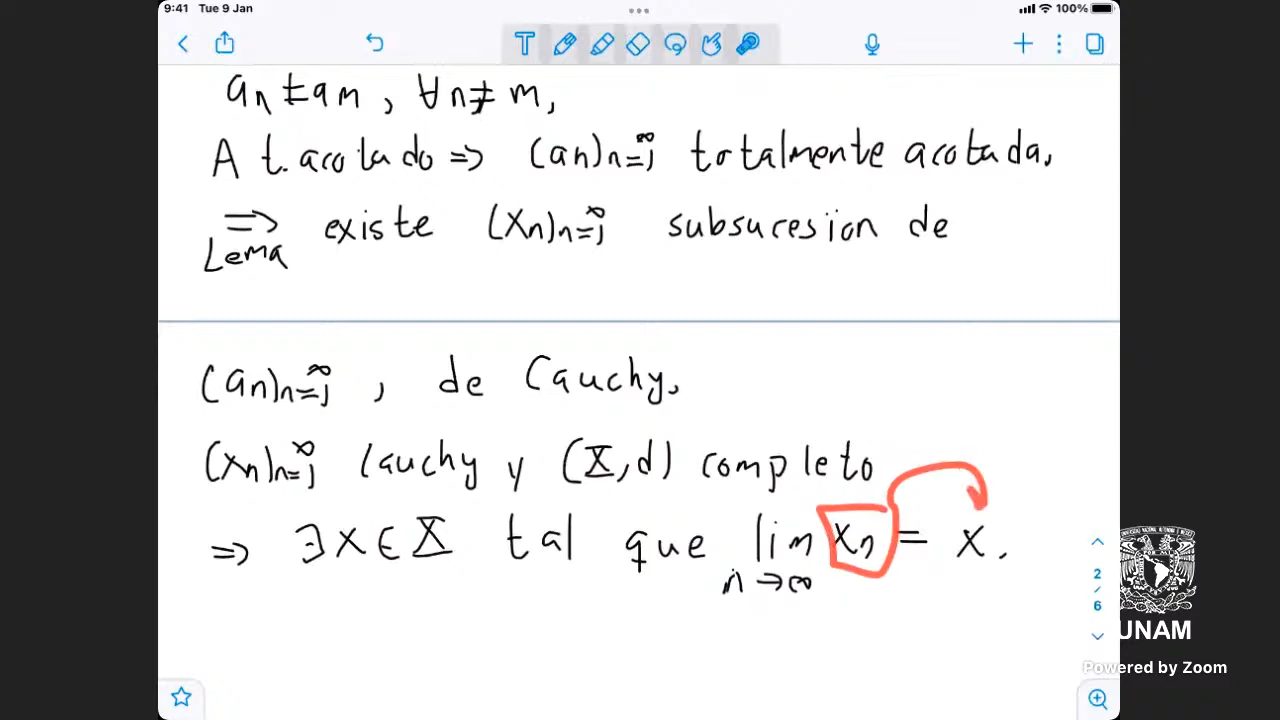 9:41 Tue 9 Jan
100%
an ≠ am, ∀n ≠ m,
A t. acotado => (an)n=1^∞ totalmente acotada,
=> existe (Xn)n=1^∞ subsucesion de
Lema
(an)n=1^∞, de Cauchy,
(xn)n=1^∞ Cauchy y (X,d) completo
=> ∃x∈X tal que lim xn = x.
n→∞
2
6
UNAM
Powered by Zoom